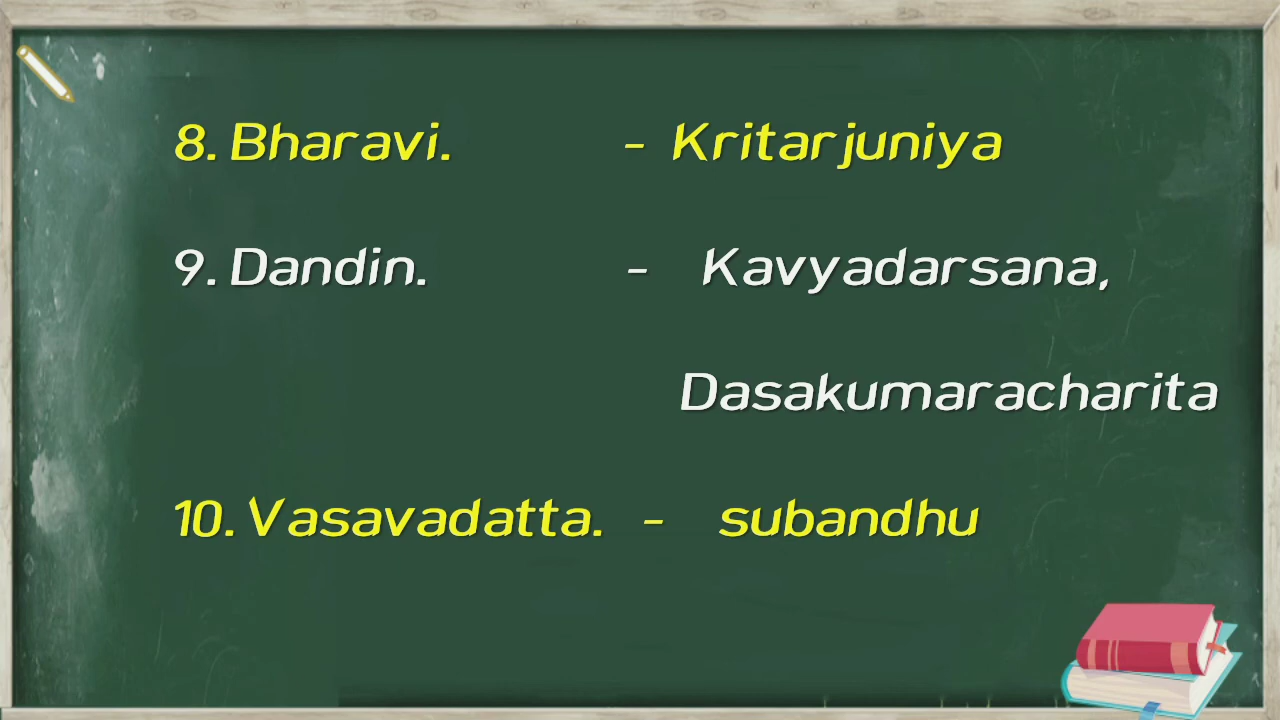 8. Bharavi. - Kritarjuniya
9. Dandin. - Kavyadarsana,
Dasakumaracharita
10. Vasavadatta. - subandhu